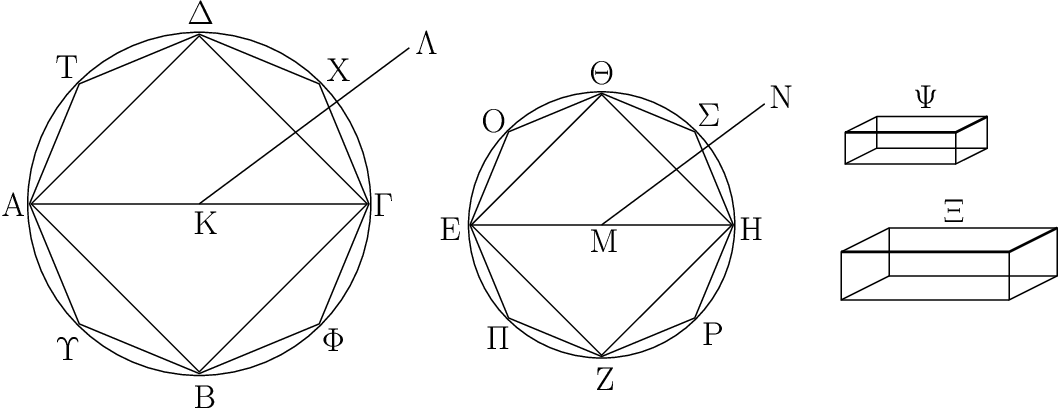 Δ
Τ Χ Λ
Α Κ Γ
Υ Φ
Β
Θ
Ο Σ Ν
Ε Μ Η
Π Ρ
Ζ
Ψ
Ξ